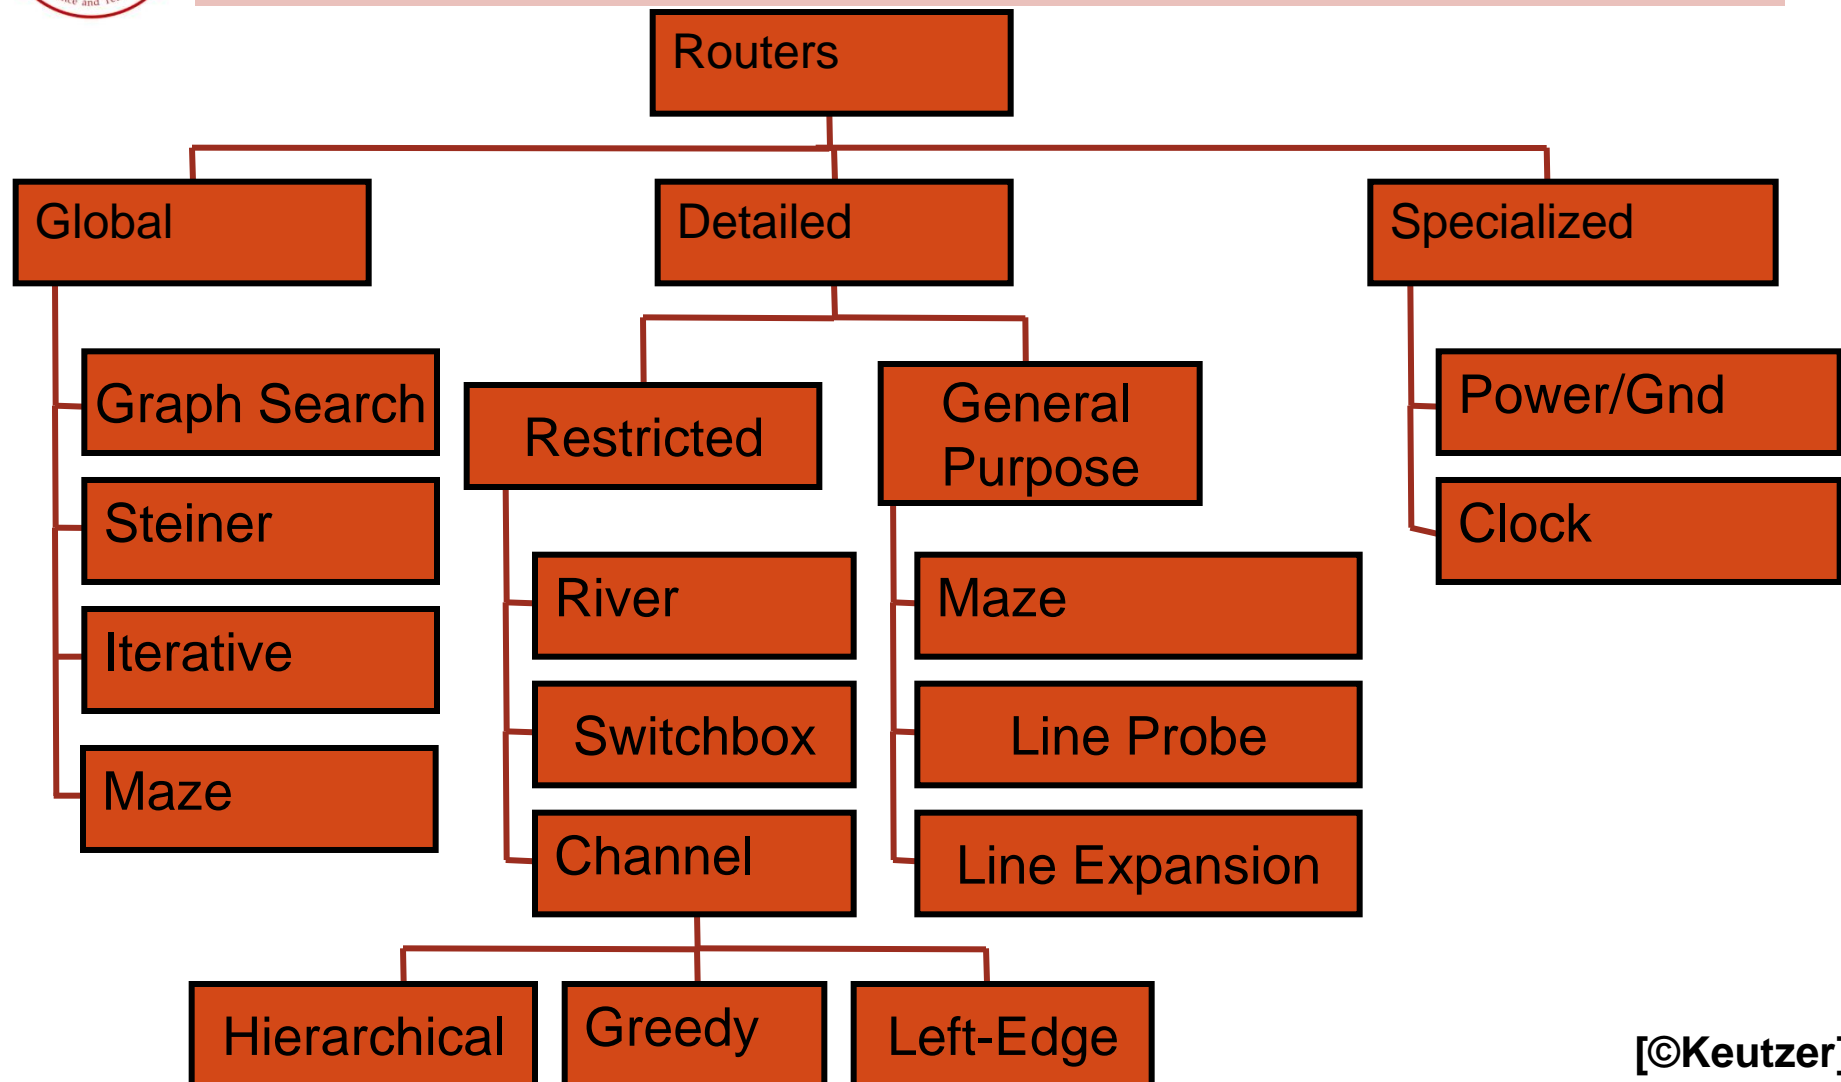 Routers
Global
Detailed
Specialized
Graph Search
Steiner
Iterative
Maze
Restricted
General
Purpose
River
Switchbox
Channel
Maze
Line Probe
Line Expansion
Power/Gnd
Clock
Hierarchical
Greedy
Left-Edge
[©Keutzer]